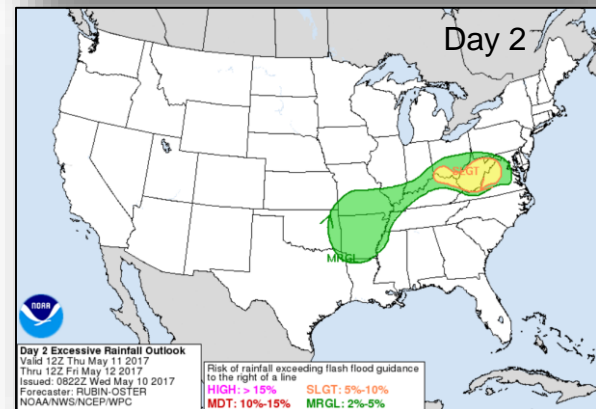 Day 2
SLGT
MRGL
NOAA
Day 2 Excessive Rainfall Outlook
Valid 12Z Thu May 11 2017
Thru 12Z Fri May 12 2017
Issued: 0822Z Wed May 10 2017
Forecaster: RUBIN-OSTER
NOAA/NWS/NCEP/WPC
Risk of rainfall exceeding flash flood guidance
to the right of a line
HIGH: > 15% SLGT: 5%-10%
MDT: 10%-15% MRGL: 2%-5%